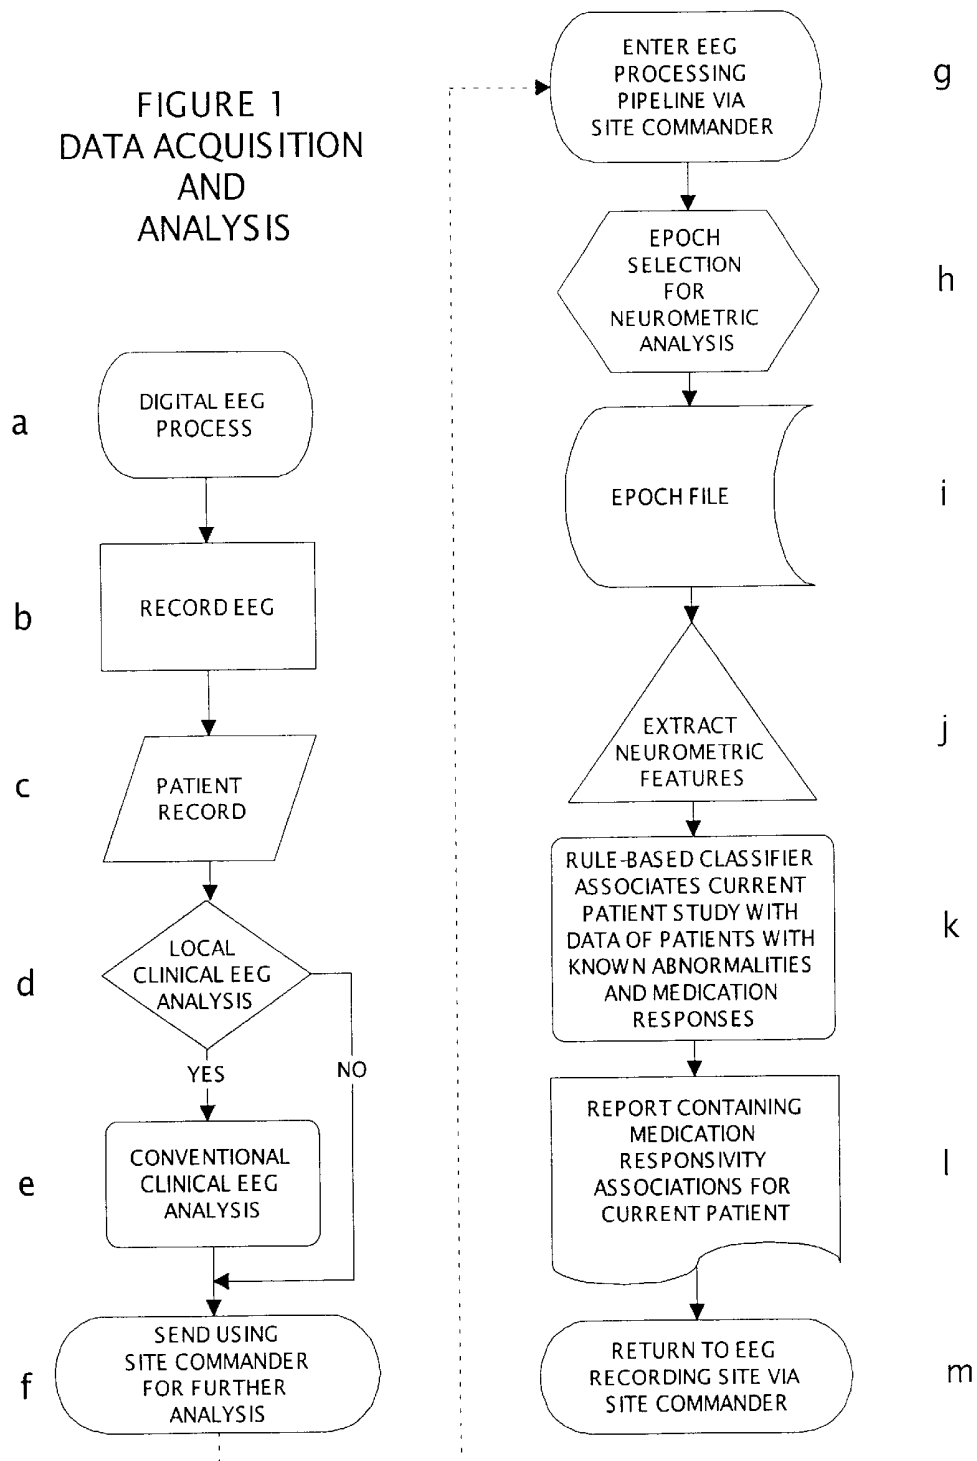 FIGURE 1
DATA ACQUISITION
AND
ANALYSIS
a
DIGITAL EEG
PROCESS
b
RECORD EEG
c
PATIENT
RECORD
d
LOCAL
CLINICAL EEG
ANALYSIS
YES
NO
e
CONVENTIONAL
CLINICAL EEG
ANALYSIS
f
SEND USING
SITE COMMANDER
FOR FURTHER
ANALYSIS
ENTER EEG
PROCESSING
PIPELINE VIA
SITE COMMANDER
g
EPOCH
SELECTION
FOR
NEUROMETRIC
ANALYSIS
h
EPOCH FILE
i
EXTRACT
NEUROMETRIC
FEATURES
j
RULE-BASED CLASSIFIER
ASSOCIATES CURRENT
PATIENT STUDY WITH
DATA OF PATIENTS WITH
KNOWN ABNORMALITIES
AND MEDICATION
RESPONSES
k
REPORT CONTAINING
MEDICATION
RESPONSIVITY
ASSOCIATIONS FOR
CURRENT PATIENT
l
RETURN TO EEG
RECORDING SITE VIA
SITE COMMANDER
m